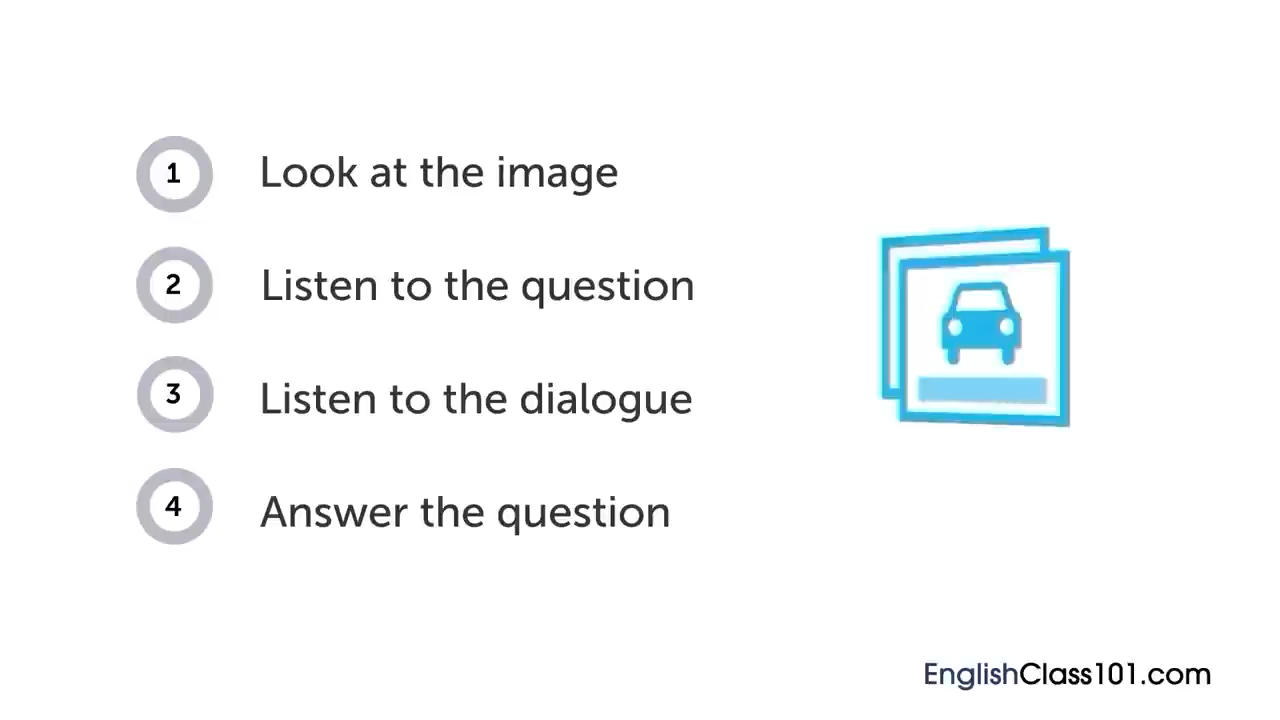 1 Look at the image
2 Listen to the question
3 Listen to the dialogue
4 Answer the question
EnglishClass101.com